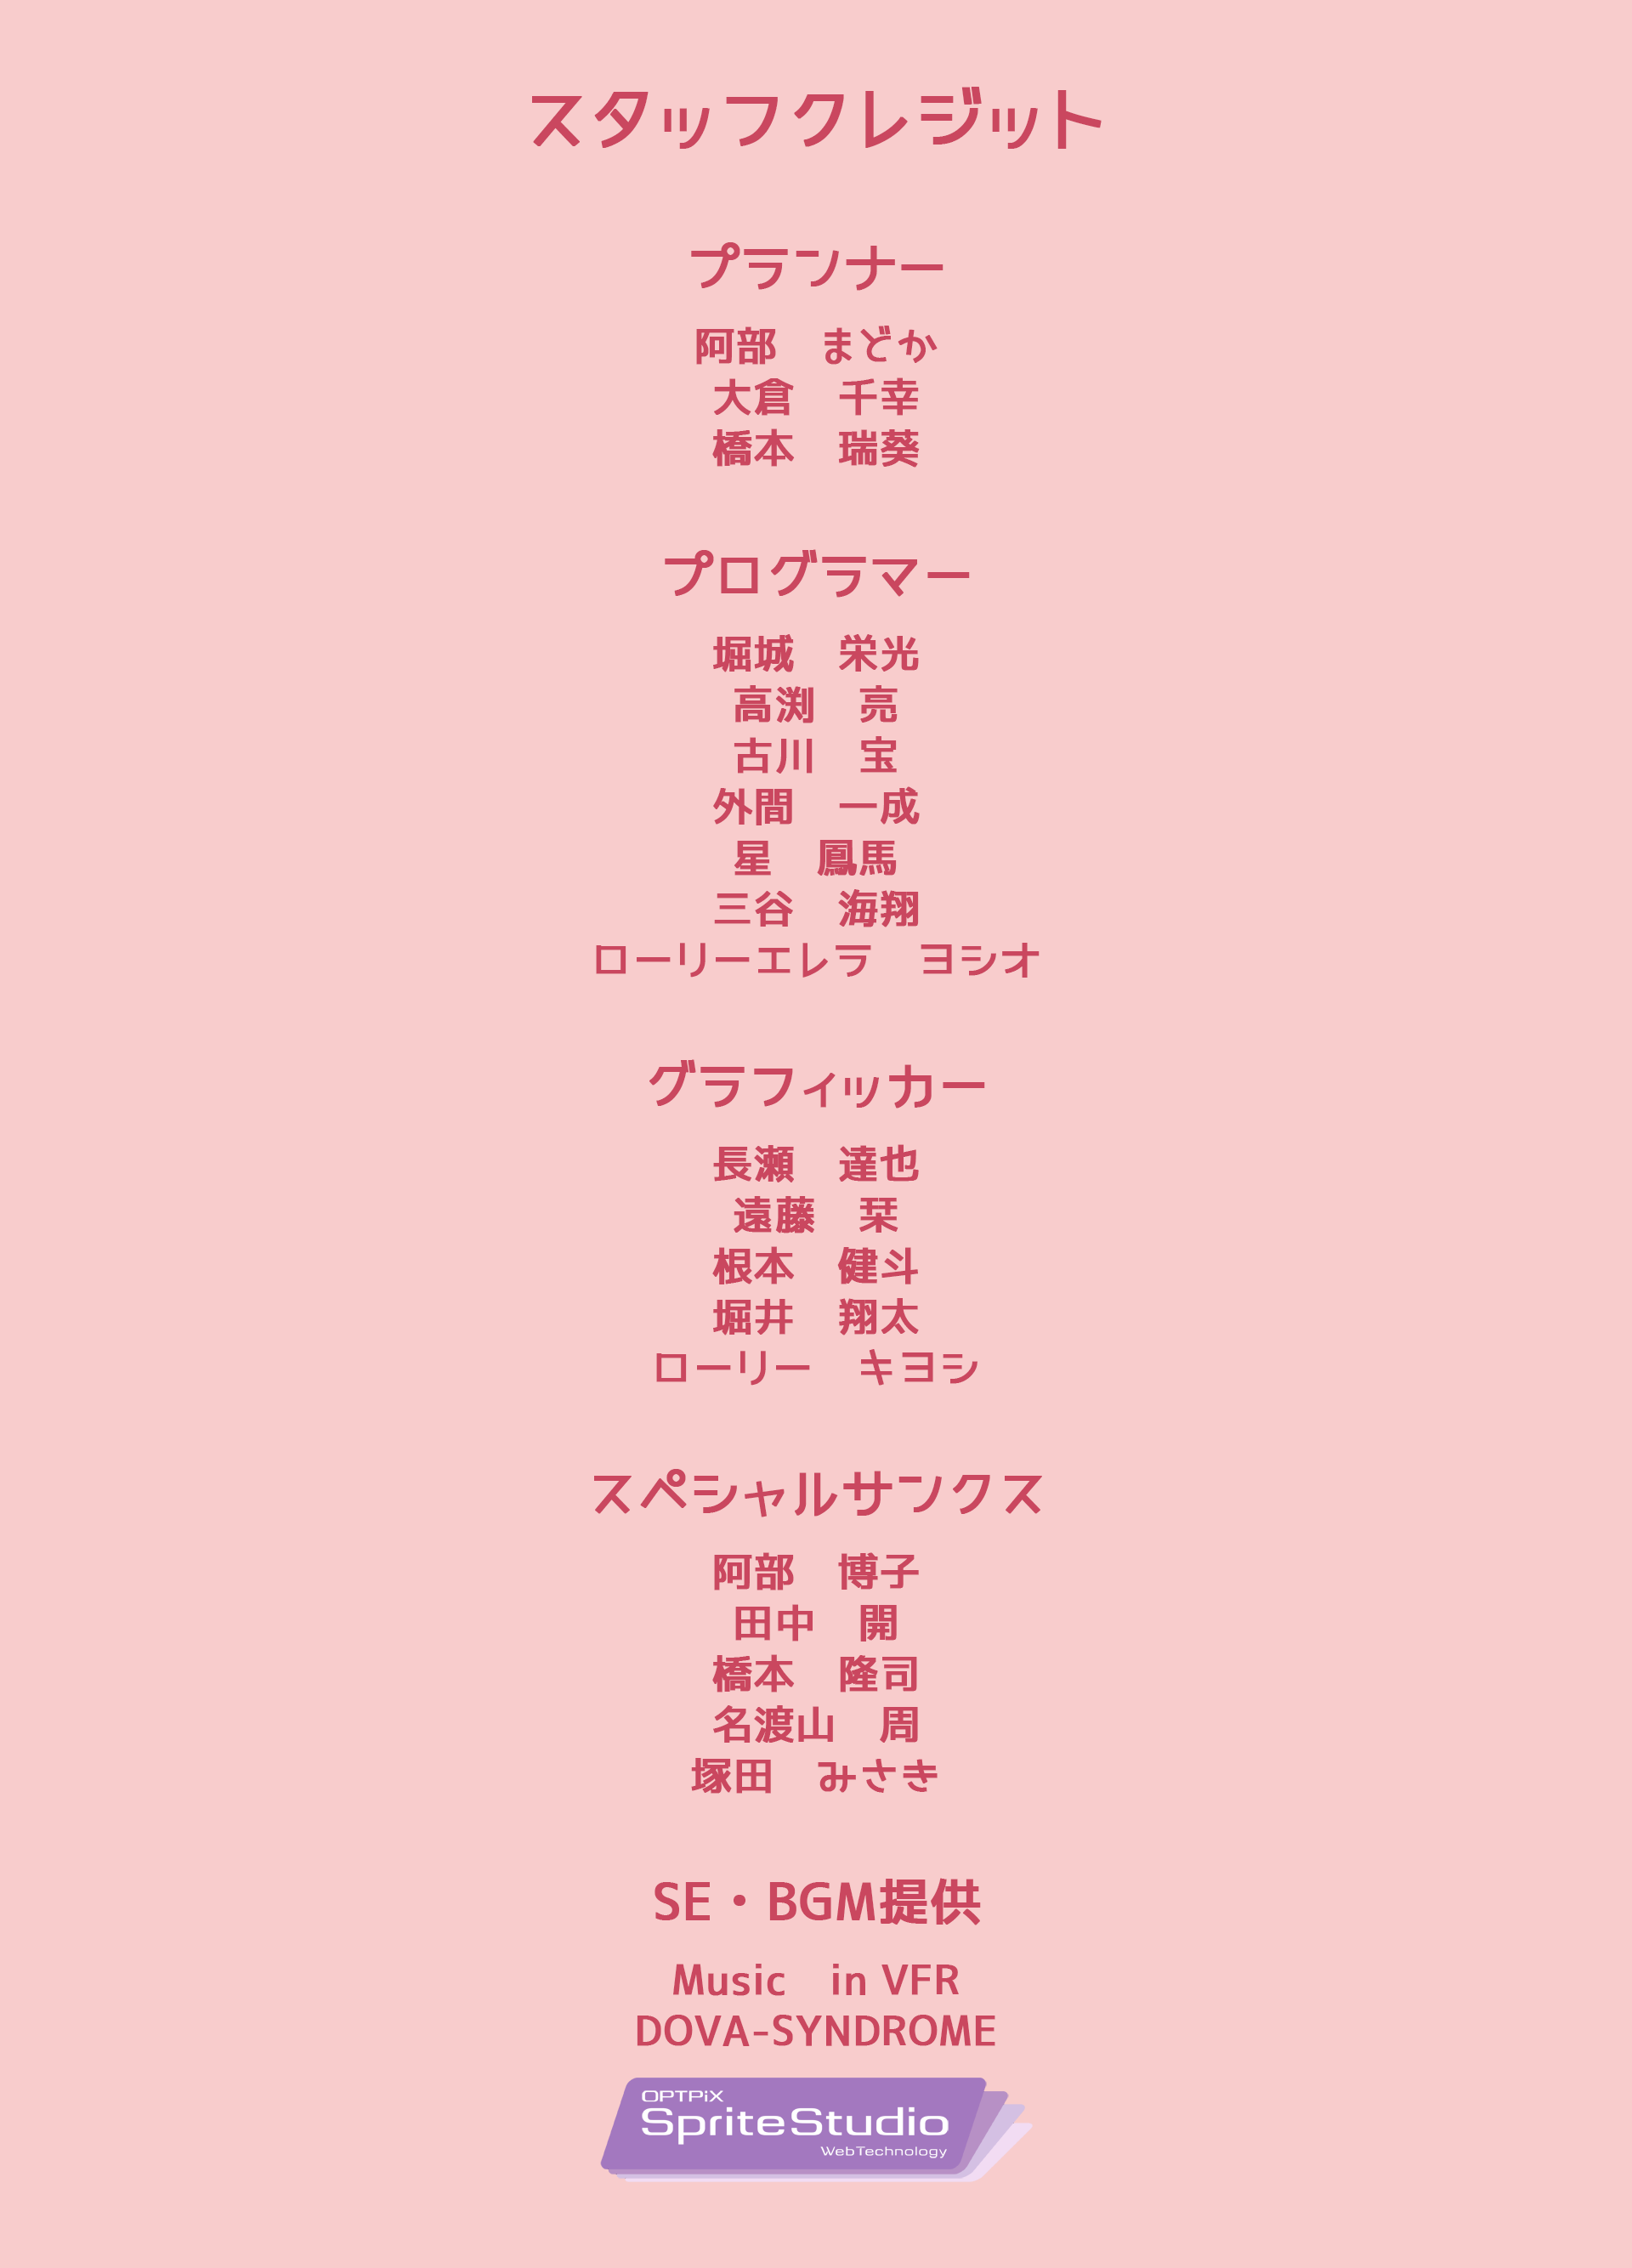 スタッフクレジット
プランナー
阿部　まどか
大倉　千幸
橋本　瑞葵
プログラマー
堀城　栄光
高渕　亮
古川　宝
外間　一成
星　鳳馬
三谷　海翔
ローリーエレラ　ヨシオ
グラフィッカー
長瀬　達也
遠藤　栞
根本　健斗
堀井　翔太
ローリー　キヨシ
スペシャルサンクス
阿部　博子
田中　開
橋本　隆司
名渡山　周
塚田　みさき
SE・BGM提供
Music　in VFR
DOVA-SYNDROME
OPTPiX
SpriteStudio
WebTechnology